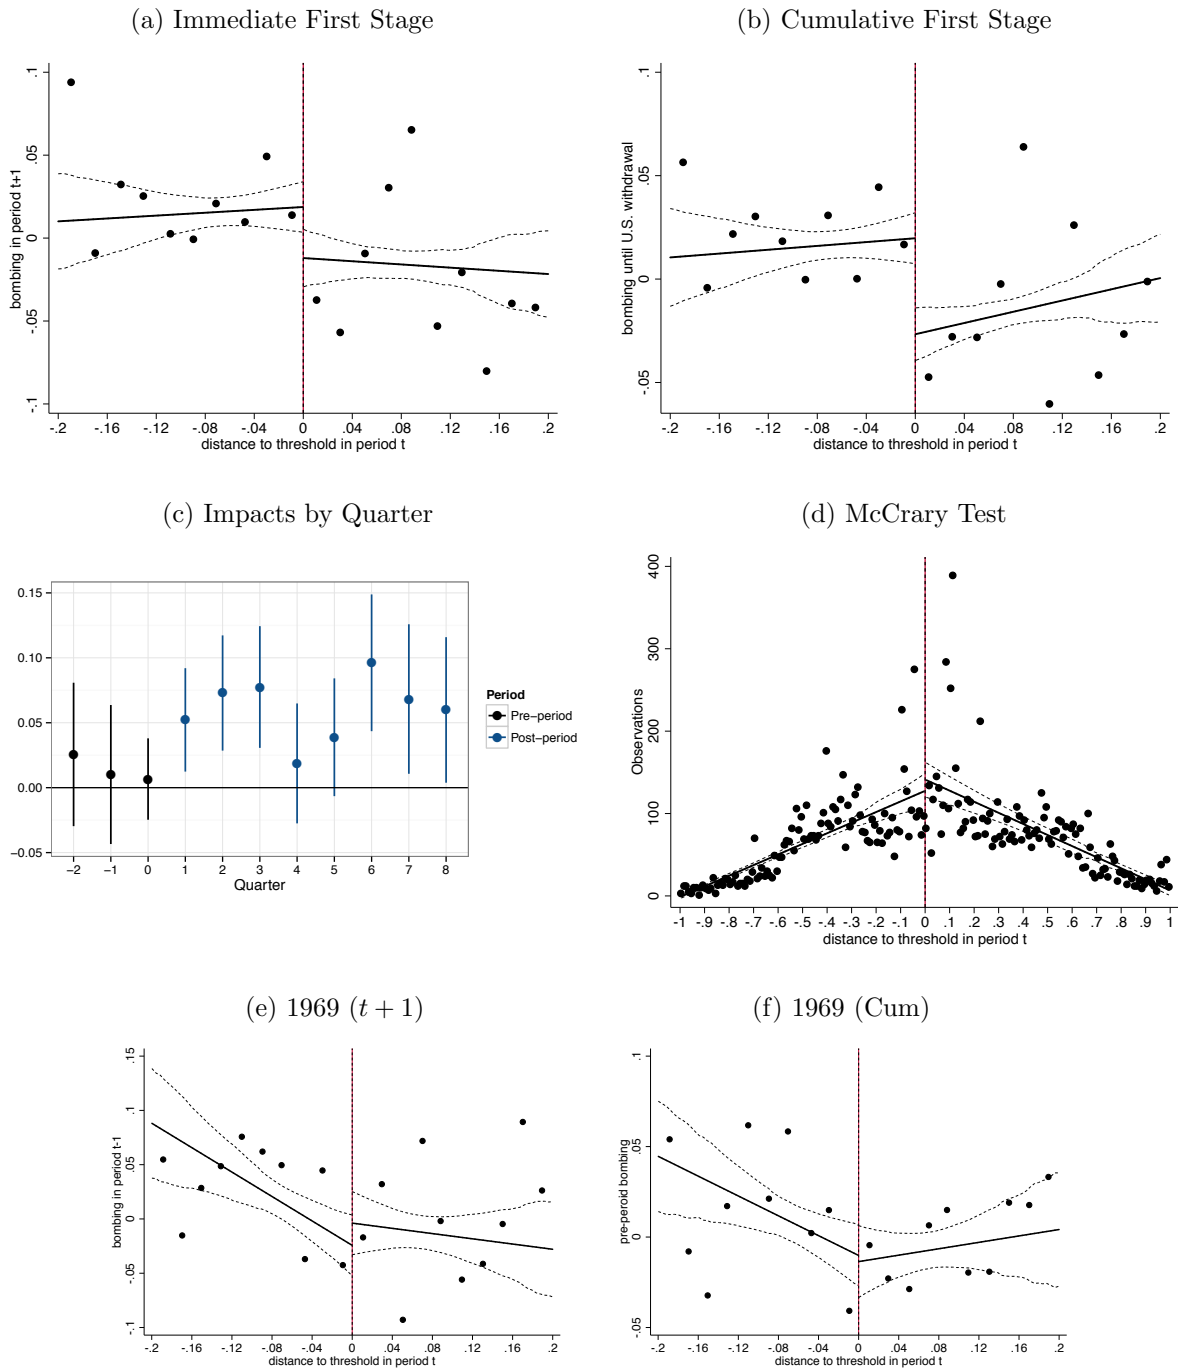 (a) Immediate First Stage
(b) Cumulative First Stage
bombing in period t+1
.1
.05
0
-.05
-.1
-.2 -.16 -.12 -.08 -.04 0 .04 .08 .12 .16 .2
distance to threshold in period t
bombing until U.S. withdrawal
.1
.05
0
-.05
-.2 -.16 -.12 -.08 -.04 0 .04 .08 .12 .16 .2
distance to threshold in period t
(c) Impacts by Quarter
(d) McCrary Test
0.15
0.10
0.05
0.00
−0.05
−2 −1 0 1 2 3 4 5 6 7 8
Quarter
Period
Pre−period
Post−period
Observations
400
300
200
100
0
-1 -.9 -.8 -.7 -.6 -.5 -.4 -.3 -.2 -.1 0 .1 .2 .3 .4 .5 .6 .7 .8 .9 1
distance to threshold in period t
(e) 1969 (t + 1)
(f) 1969 (Cum)
bombing in period t-1
.15
.1
.05
0
-.05
-.1
-.2 -.16 -.12 -.08 -.04 0 .04 .08 .12 .16 .2
distance to threshold in period t
pre-peroid bombing
.1
.05
0
-.05
-.2 -.16 -.12 -.08 -.04 0 .04 .08 .12 .16 .2
distance to threshold in period t